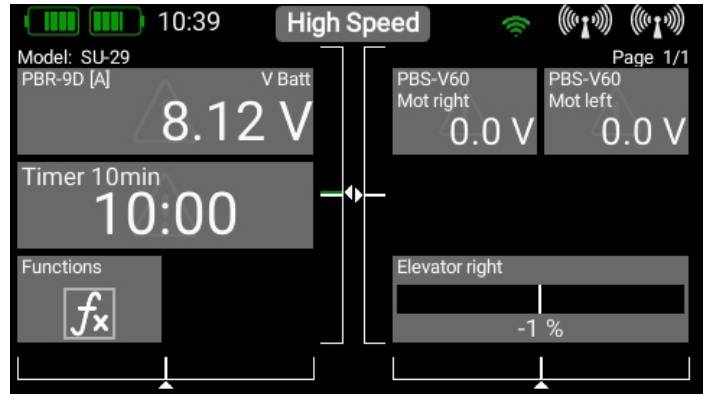 10:39 High Speed
Model: SU-29 Page 1/1
PBR-9D [A] V Batt
8.12 V
PBS-V60
Mot right
0.0 V
PBS-V60
Mot left
0.0 V
Timer 10min
10:00
Functions
fx
Elevator right
-1 %